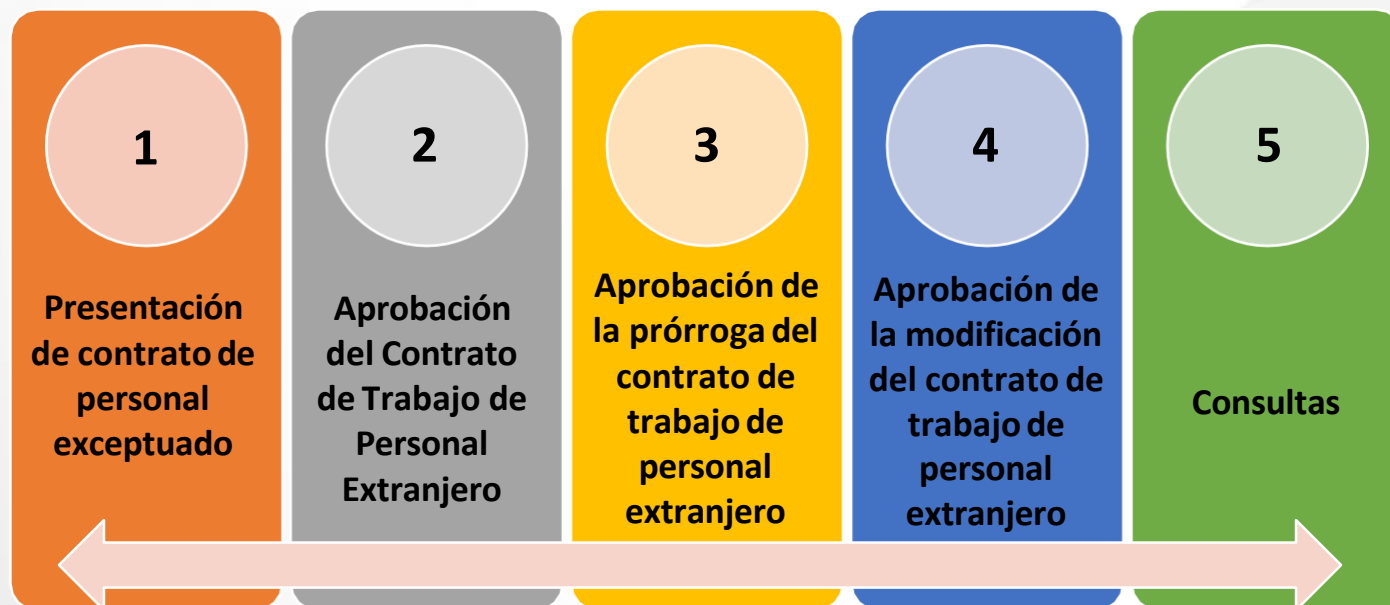 1
Presentación
de contrato de
personal
exceptuado
2
Aprobación
del Contrato
de Trabajo de
Personal
Extranjero
3
Aprobación de
la prórroga del
contrato de
trabajo de
personal
extranjero
4
Aprobación de
la modificación
del contrato de
trabajo de
personal
extranjero
5
Consultas